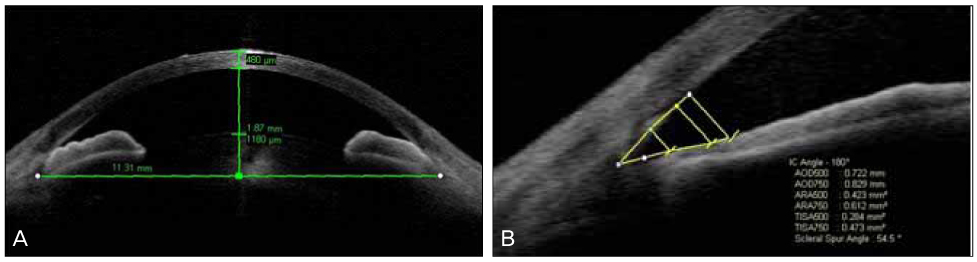 480 µm
1.87 mm
1180 µm
11.31 mm
A
IC Angle - 180°
AOD500 : 0.722 mm
AOD750 : 0.829 mm
ARA500 : 0.423 mm²
ARA750 : 0.612 mm²
TISA500 : 0.284 mm²
TISA750 : 0.473 mm²
Scleral Spur Angle : 54.5 °
B